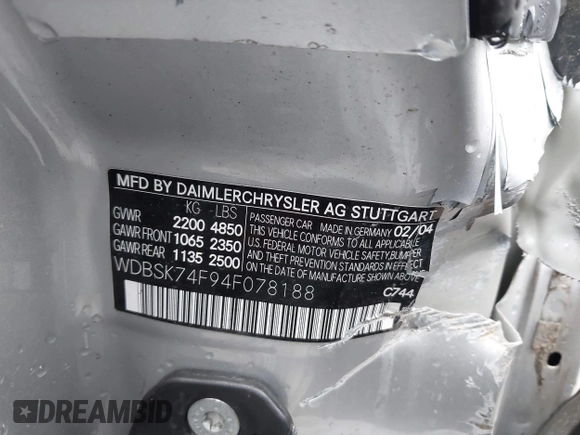 MFD BY DAIMLERCHRYSLER AG STUTTGART
KG LBS
GVWR 2200 4850
GAWR FRONT 1065 2350
GAWR REAR 1135 2500
PASSENGER CAR MADE IN GERMANY 02/04
THIS VEHICLE CONFORMS TO ALL APPLICABLE
U.S. FEDERAL MOTOR VEHICLE SAFETY BUMPER
AND THEFT PREVENTION STANDARDS IN EFFECT
ON THE DATE OF MANUFACTURE SHOWN ABOVE
WDBSK74F94F078188
C744
DREAMBID